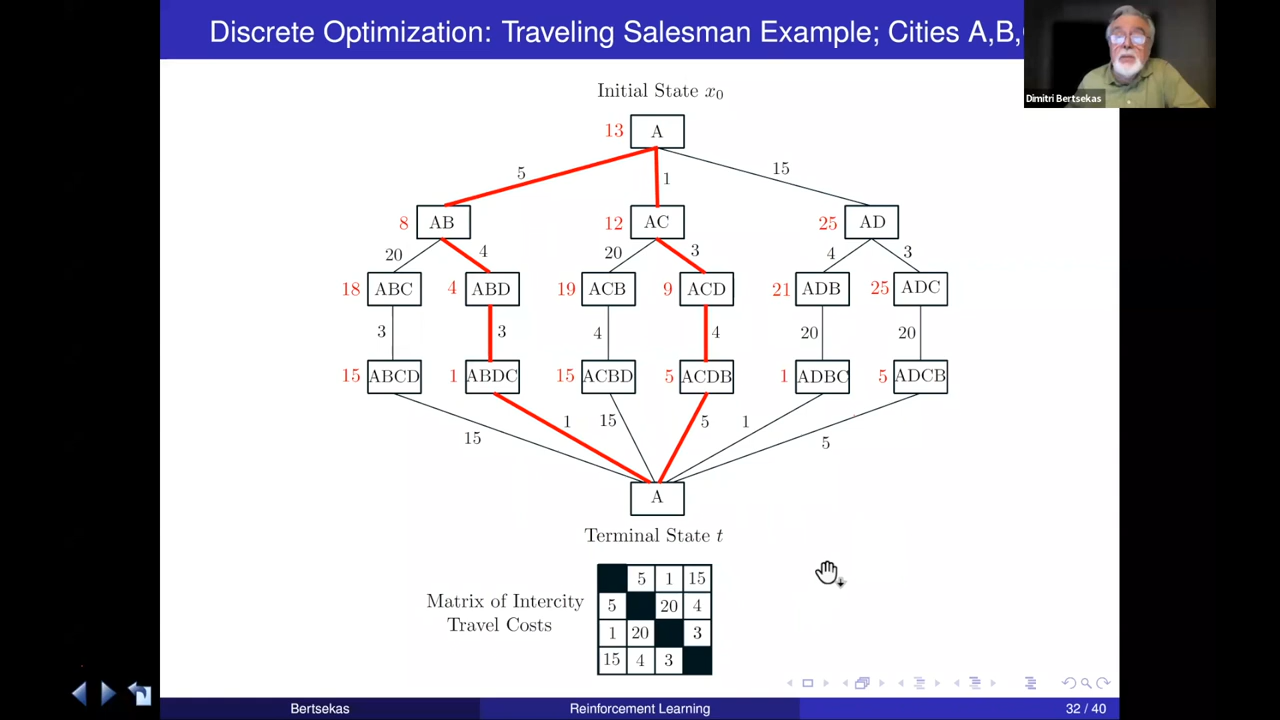 Discrete Optimization: Traveling Salesman Example; Cities A,B,
Dimitri Bertsekas
Initial State x₀
13 A
5 1 15
8 AB 12 AC 25 AD
20 4 20 3 4 3
18 ABC 4 ABD 19 ACB 9 ACD 21 ADB 25 ADC
3 3 4 4 20 20
15 ABCD 1 ABDC 15 ACBD 5 ACDB 1 ADBC 5 ADCB
15 1 15 5 1 5
A
Terminal State t
Matrix of Intercity
Travel Costs
5 1 15
5 20 4
1 20 3
15 4 3
Bertsekas Reinforcement Learning 32 / 40